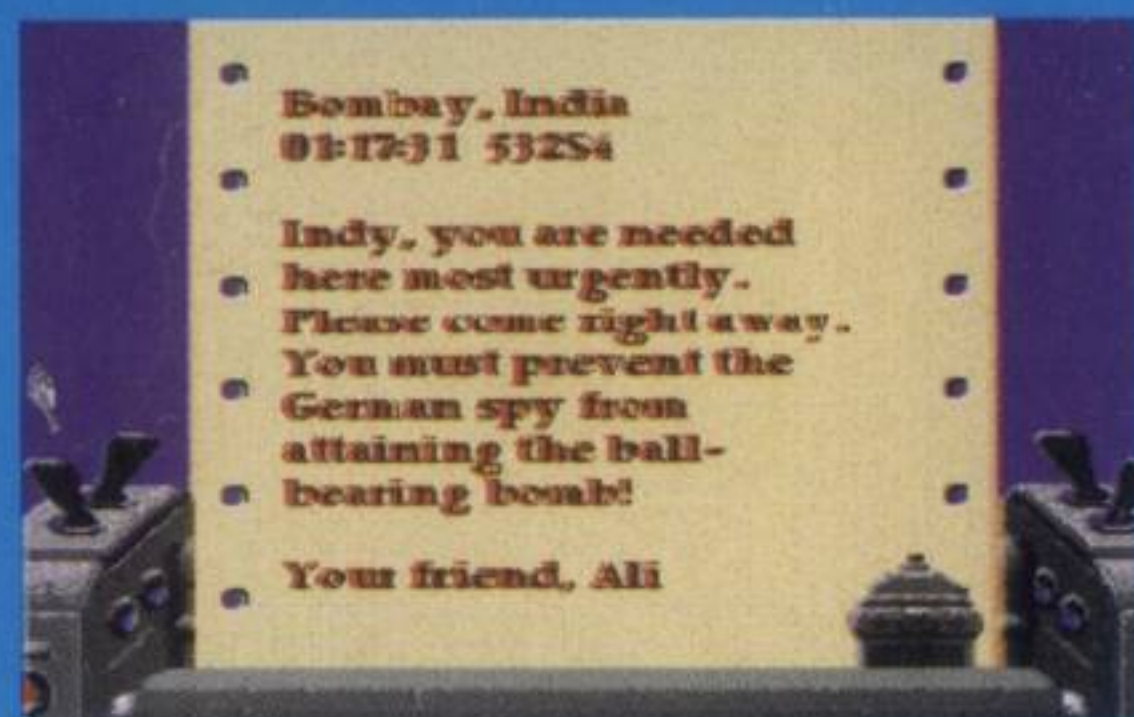 Bombay, India
01:17:31 532S4
Indy, you are needed
here most urgently.
Please come right away.
You must prevent the
German spy from
attaining the ball-
bearing bomb!
Your friend, Ali